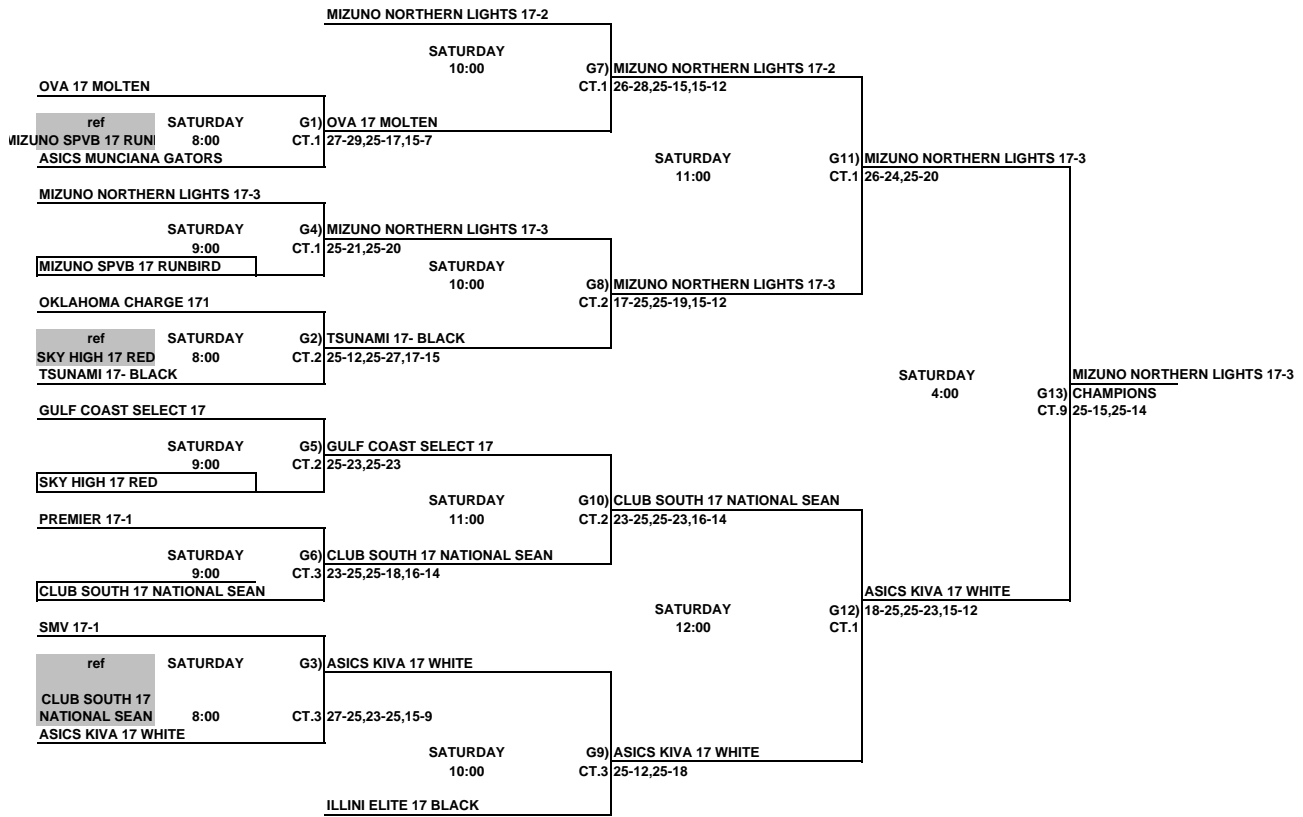 MIZUNO NORTHERN LIGHTS 17-2
SATURDAY
10:00
G7) MIZUNO NORTHERN LIGHTS 17-2
CT.1 26-28,25-15,15-12
OVA 17 MOLTEN
ref SATURDAY G1) OVA 17 MOLTEN
MIZUNO SPVB 17 RUNI 8:00 CT.1 27-29,25-17,15-7
ASICS MUNCIANA GATORS
SATURDAY G11) MIZUNO NORTHERN LIGHTS 17-3
11:00 CT.1 26-24,25-20
MIZUNO NORTHERN LIGHTS 17-3
SATURDAY G4) MIZUNO NORTHERN LIGHTS 17-3
9:00 CT.1 25-21,25-20
MIZUNO SPVB 17 RUNBIRD
SATURDAY
10:00 G8) MIZUNO NORTHERN LIGHTS 17-3
CT.2 17-25,25-19,15-12
OKLAHOMA CHARGE 171
ref SATURDAY G2) TSUNAMI 17- BLACK
SKY HIGH 17 RED 8:00 CT.2 25-12,25-27,17-15
TSUNAMI 17- BLACK
SATURDAY MIZUNO NORTHERN LIGHTS 17-3
4:00 G13) CHAMPIONS
CT.9 25-15,25-14
GULF COAST SELECT 17
SATURDAY G5) GULF COAST SELECT 17
9:00 CT.2 25-23,25-23
SKY HIGH 17 RED
SATURDAY G10) CLUB SOUTH 17 NATIONAL SEAN
11:00 CT.2 23-25,25-23,16-14
PREMIER 17-1
SATURDAY G6) CLUB SOUTH 17 NATIONAL SEAN
9:00 CT.3 23-25,25-18,16-14
CLUB SOUTH 17 NATIONAL SEAN
ASICS KIVA 17 WHITE
SATURDAY G12) 18-25,25-23,15-12
12:00 CT.1
SMV 17-1
ref SATURDAY G3) ASICS KIVA 17 WHITE
CLUB SOUTH 17
NATIONAL SEAN 8:00 CT.3 27-25,23-25,15-9
ASICS KIVA 17 WHITE
SATURDAY G9) ASICS KIVA 17 WHITE
10:00 CT.3 25-12,25-18
ILLINI ELITE 17 BLACK